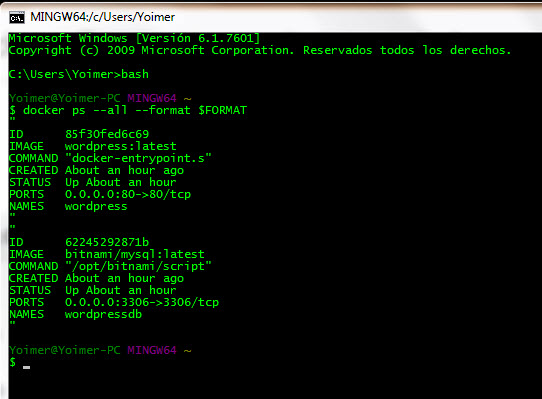 MINGW64:/c/Users/Yoimer
Microsoft Windows [Versión 6.1.7601]
Copyright (c) 2009 Microsoft Corporation. Reservados todos los derechos.
C:\Users\Yoimer>bash
Yoimer@Yoimer-PC MINGW64 ~
$ docker ps --all --format $FORMAT
"
ID      85f30fed6c69
IMAGE   wordpress:latest
COMMAND "docker-entrypoint.s"
CREATED About an hour ago
STATUS  Up About an hour
PORTS   0.0.0.0:80->80/tcp
NAMES   wordpress
"
"
ID      62245292871b
IMAGE   bitnami/mysql:latest
COMMAND "/opt/bitnami/script"
CREATED About an hour ago
STATUS  Up About an hour
PORTS   0.0.0.0:3306->3306/tcp
NAMES   wordpressdb
"
Yoimer@Yoimer-PC MINGW64 ~
$ _